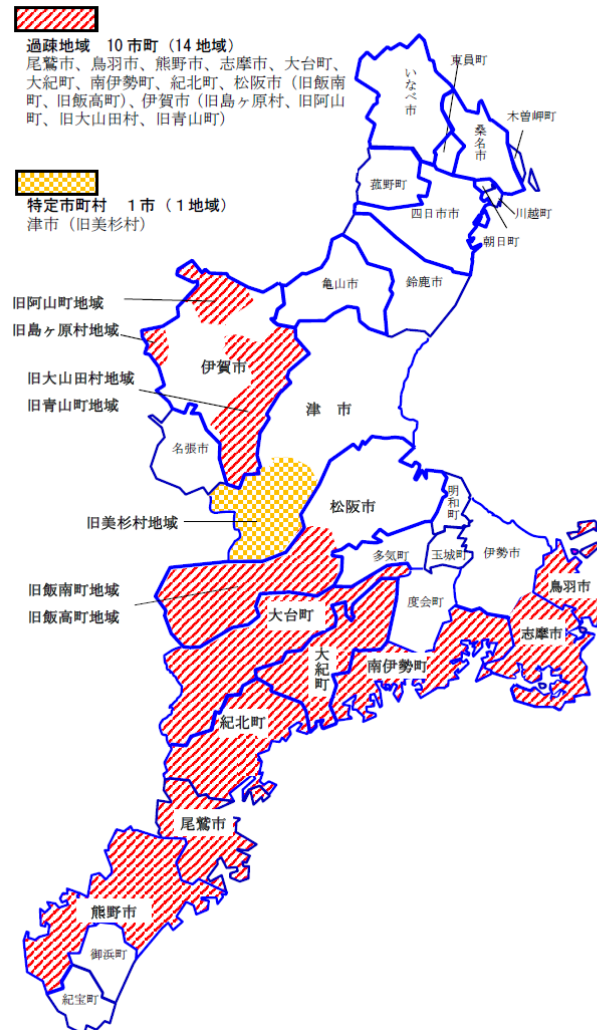 過疎地域 10市町(14地域)
尾鷲市、鳥羽市、熊野市、志摩市、大台町、
大紀町、南伊勢町、紀北町、松阪市(旧飯南
町、旧飯高町)、伊賀市(旧島ヶ原村、旧阿山
町、旧大山田村、旧青山町)
特定市町村 1市(1地域)
津市(旧美杉村)
東員町
いなべ市
木曽岬町
桑名市
菰野町
四日市市
川越町
朝日町
亀山市
鈴鹿市
旧阿山町地域
旧島ヶ原村地域
伊賀市
旧大山田村地域
旧青山町地域
津 市
名張市
松阪市
明和町
旧美杉村地域
多気町
玉城町
伊勢市
旧飯南町地域
旧飯高町地域
鳥羽市
大台町
度会町
志摩市
大紀町
南伊勢町
紀北町
尾鷲市
熊野市
御浜町
紀宝町